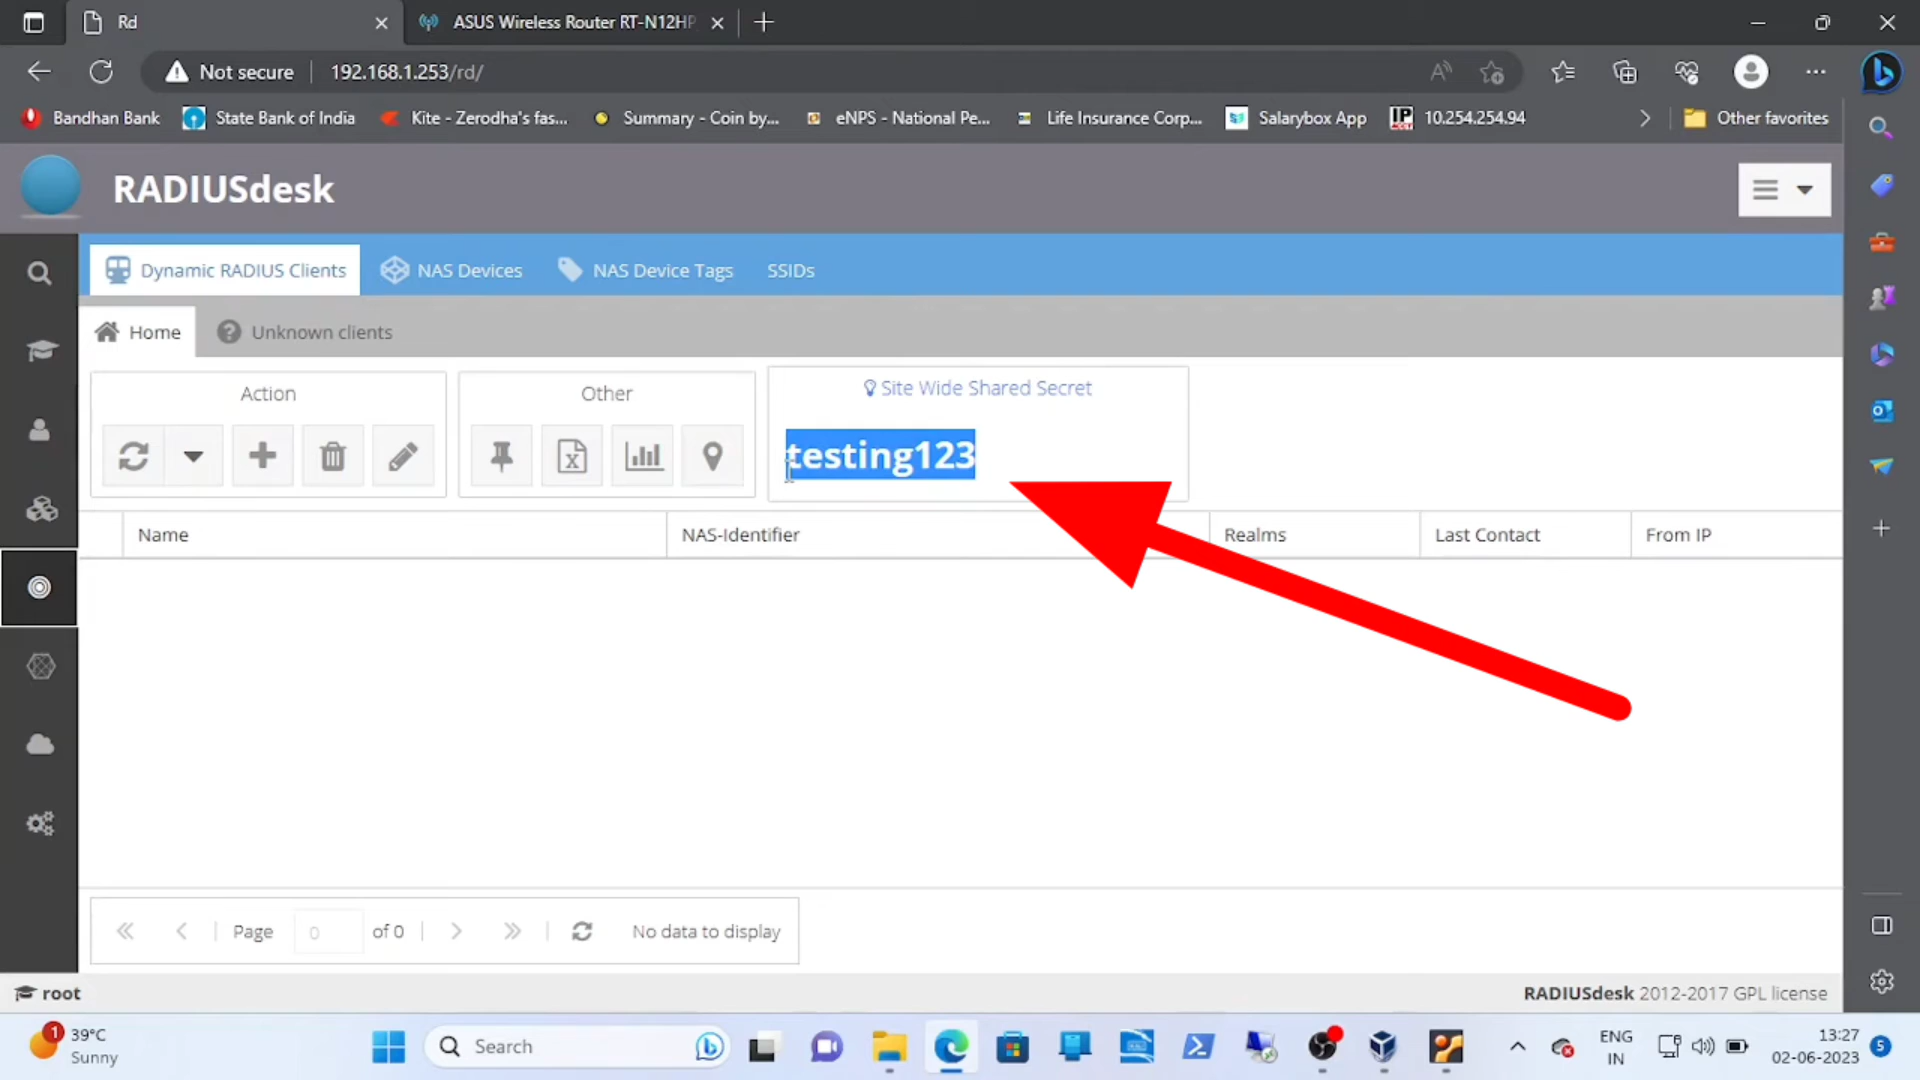 Rd
ASUS Wireless Router RT-N12HP
Not secure
192.168.1.253/rd/
Bandhan Bank
State Bank of India
Kite - Zerodha's fas...
Summary - Coin by...
eNPS - National Pe...
Life Insurance Corp...
Salarybox App
10.254.254.94
Other favorites
RADIUSdesk
Dynamic RADIUS Clients
NAS Devices
NAS Device Tags
SSIDs
Home
Unknown clients
Action
Other
Site Wide Shared Secret
testing123
Name
NAS-Identifier
Realms
Last Contact
From IP
Page
0
of 0
No data to display
root
RADIUSdesk 2012-2017 GPL license
1
39°C
Sunny
Search
ENG
IN
13:27
02-06-2023
5